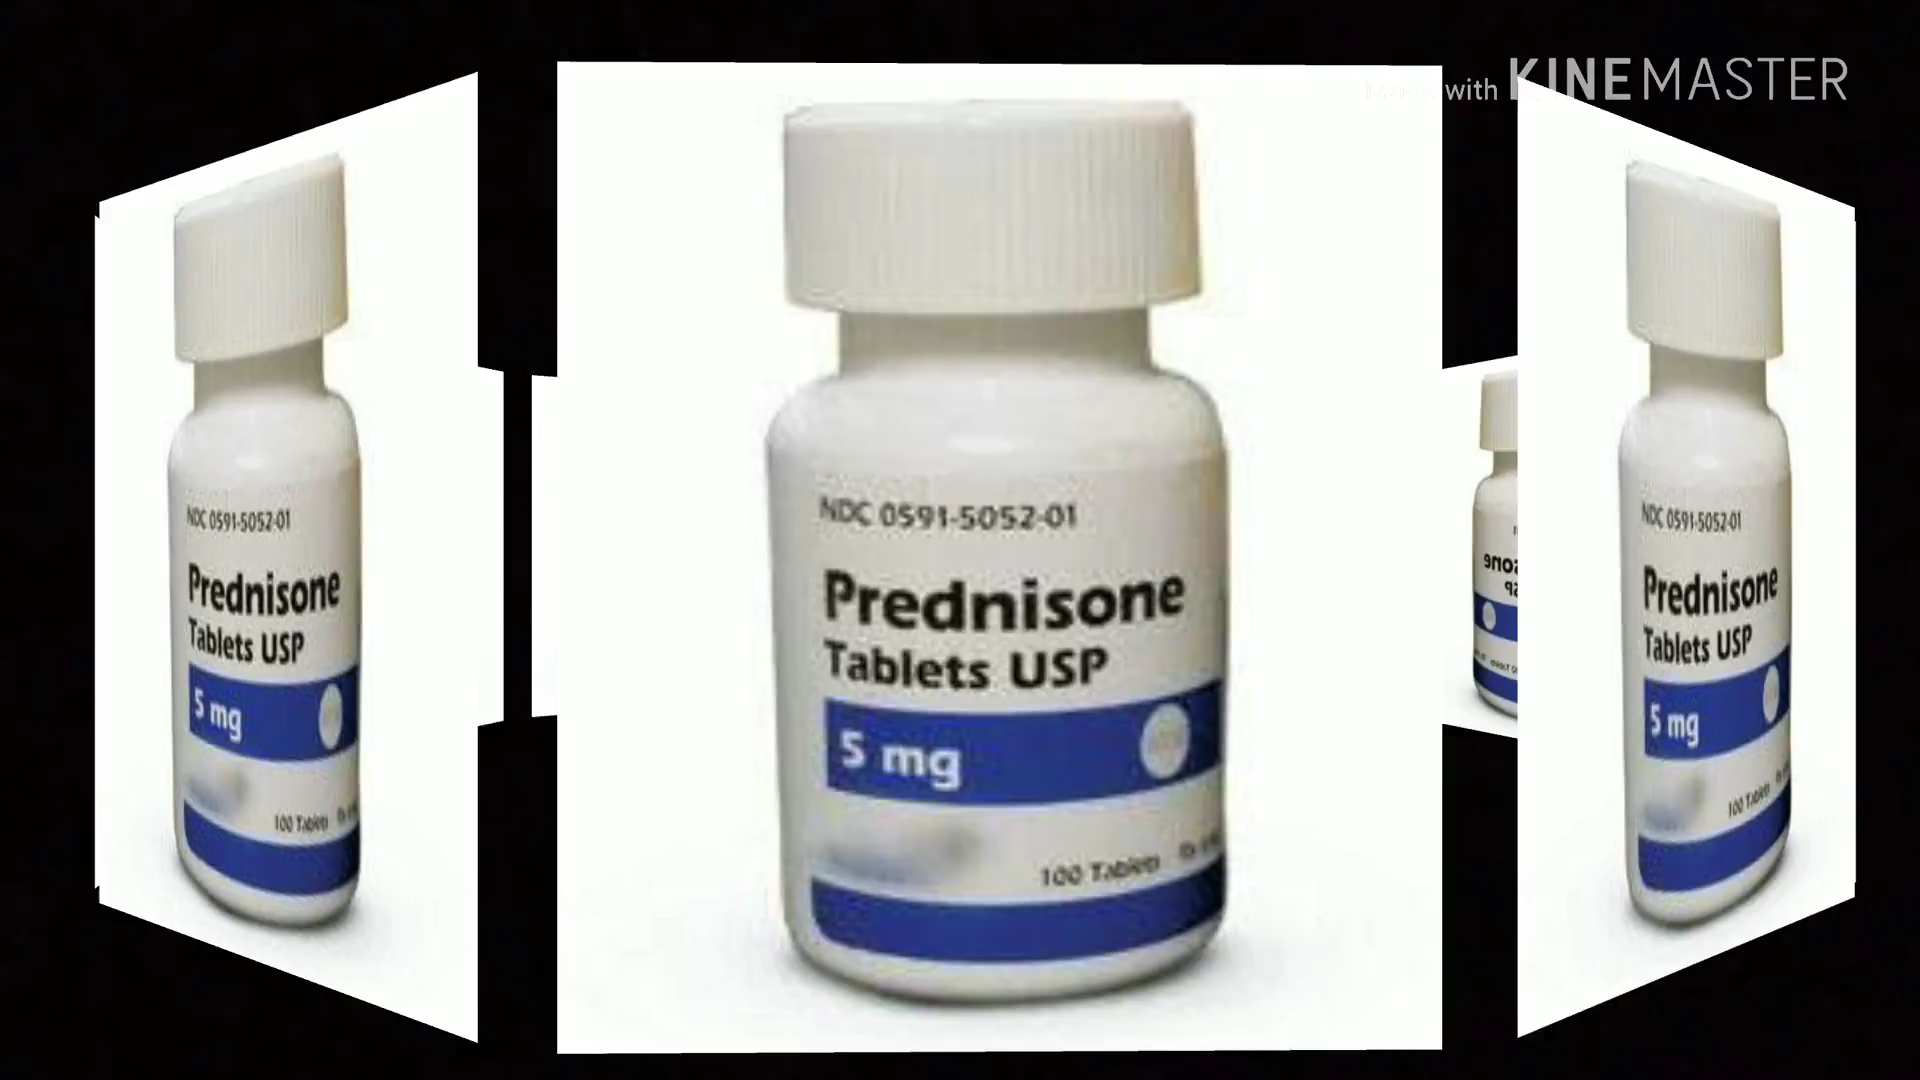 Made with KINEMASTER
NDC 0591-5052-01
Prednisone
Tablets USP
5 mg
100 Tablets
NDC 0591-5052-01
Prednisone
Tablets USP
5 mg
100 Tablets
Rx
NDC 0591-5052-01
Prednisone
Tablets USP
5 mg
100 Tablets